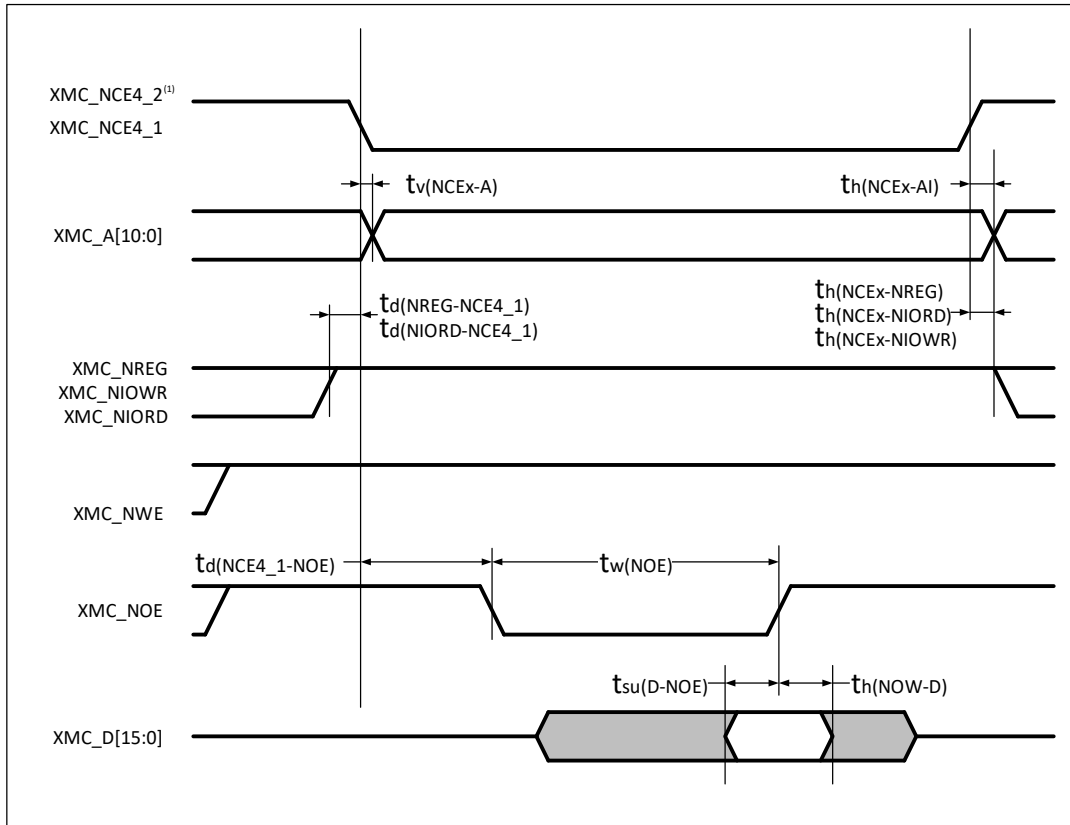 XMC_NCE4_2(1)
XMC_NCE4_1
tv(NCEx-A)
th(NCEx-AI)
XMC_A[10:0]
td(NREG-NCE4_1)
td(NIORD-NCE4_1)
th(NCEx-NREG)
th(NCEx-NIORD)
th(NCEx-NIOWR)
XMC_NREG
XMC_NIOWR
XMC_NIORD
XMC_NWE
td(NCE4_1-NOE)
tw(NOE)
XMC_NOE
tsu(D-NOE)
th(NOW-D)
XMC_D[15:0]